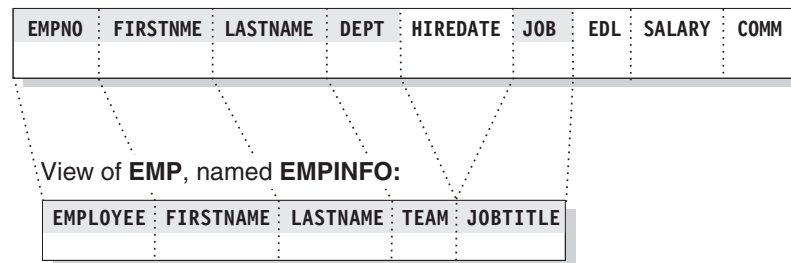 EMPNO FIRSTNME LASTNAME DEPT HIREDATE JOB EDL SALARY COMM
View of EMP, named EMPINFO:
EMPLOYEE FIRSTNAME LASTNAME TEAM JOBTITLE